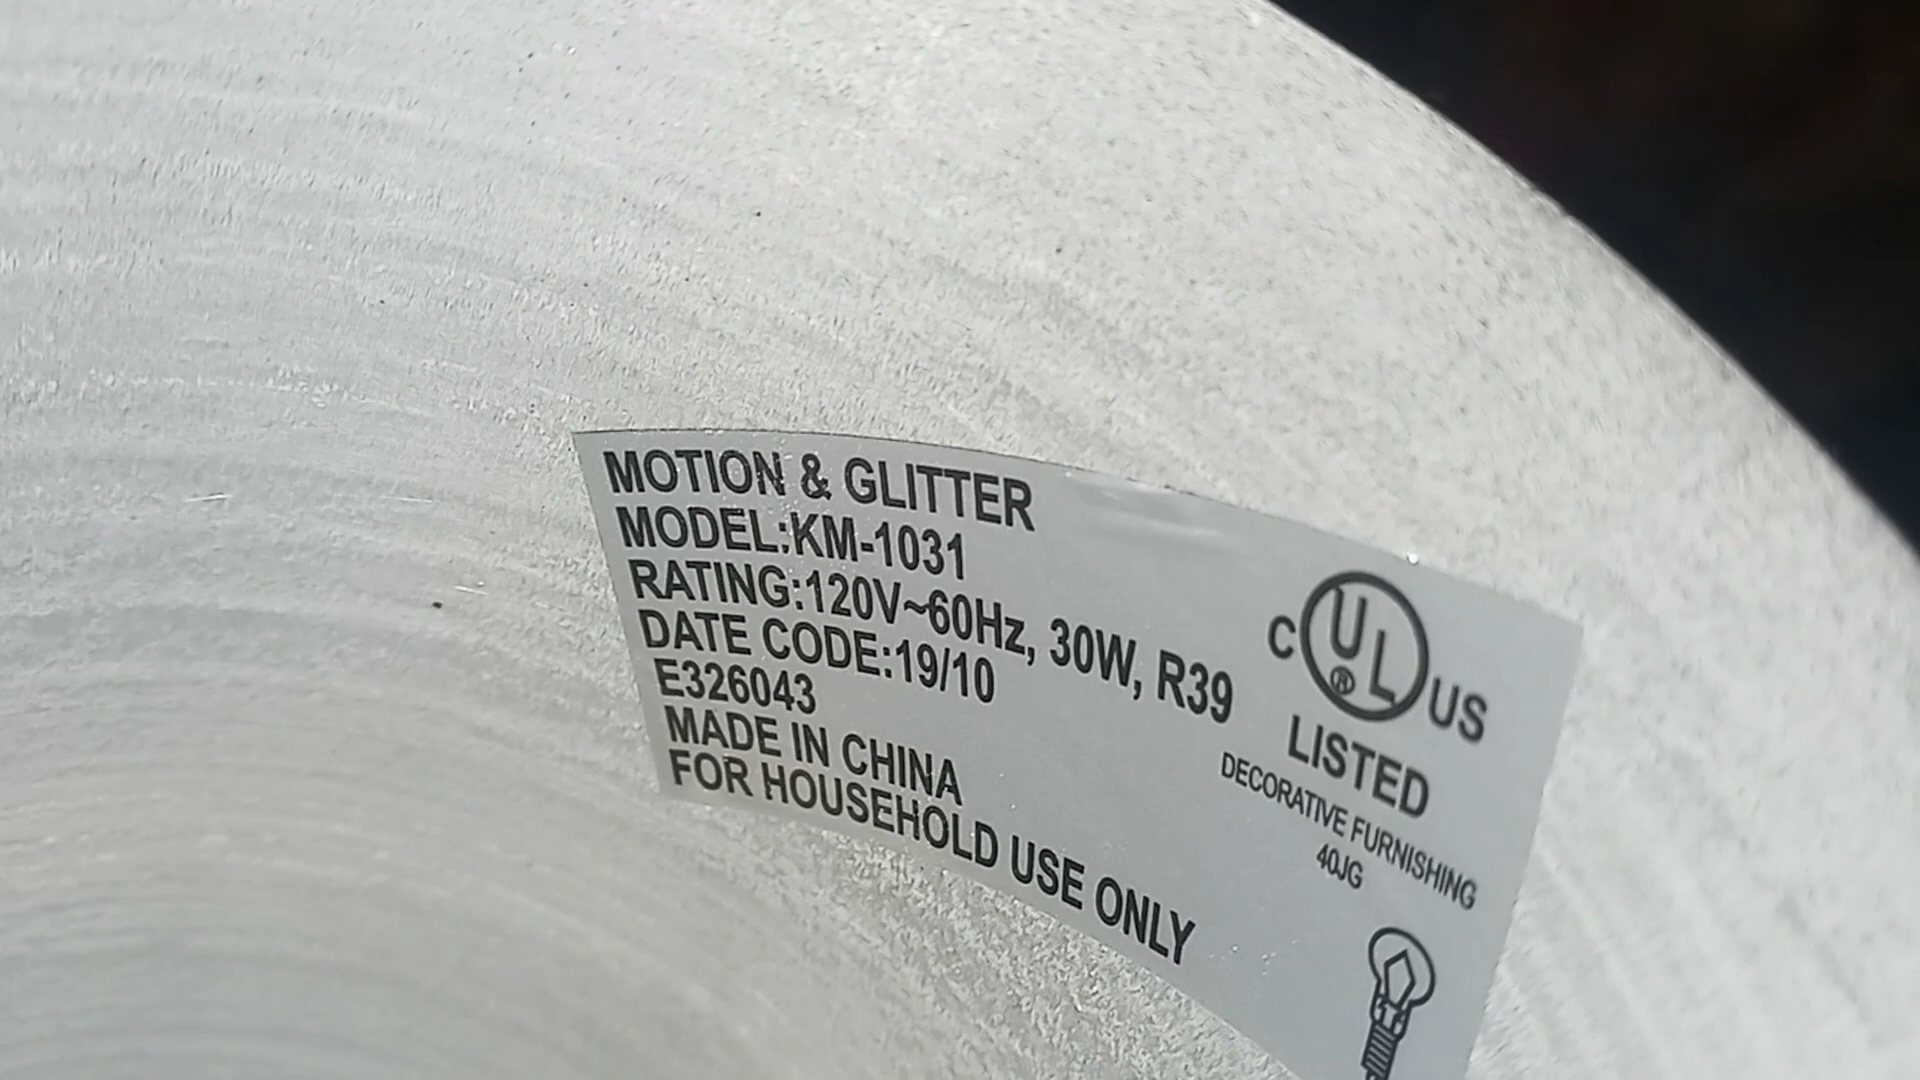 MOTION & GLITTER
MODEL:KM-1031
RATING:120V~60Hz, 30W, R39
DATE CODE:19/10
E326043
MADE IN CHINA
FOR HOUSEHOLD USE ONLY
C UL® US
LISTED
DECORATIVE FURNISHING
40JG